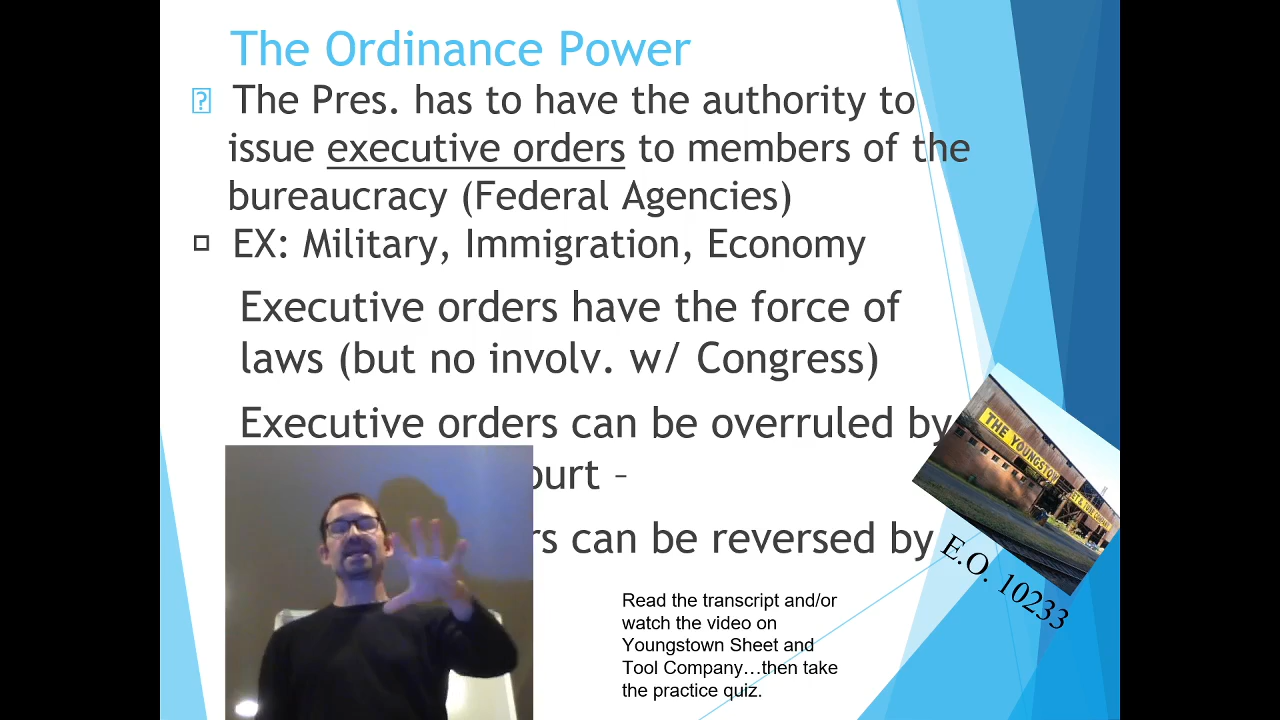 The Ordinance Power
The Pres. has to have the authority to
issue executive orders to members of the
bureaucracy (Federal Agencies)
EX: Military, Immigration, Economy
Executive orders have the force of
laws (but no involv. w/ Congress)
Executive orders can be overruled by
ourt –
rs can be reversed by
THE YOUNGSTO
E.O. 10233
Read the transcript and/or
watch the video on
Youngstown Sheet and
Tool Company…then take
the practice quiz.